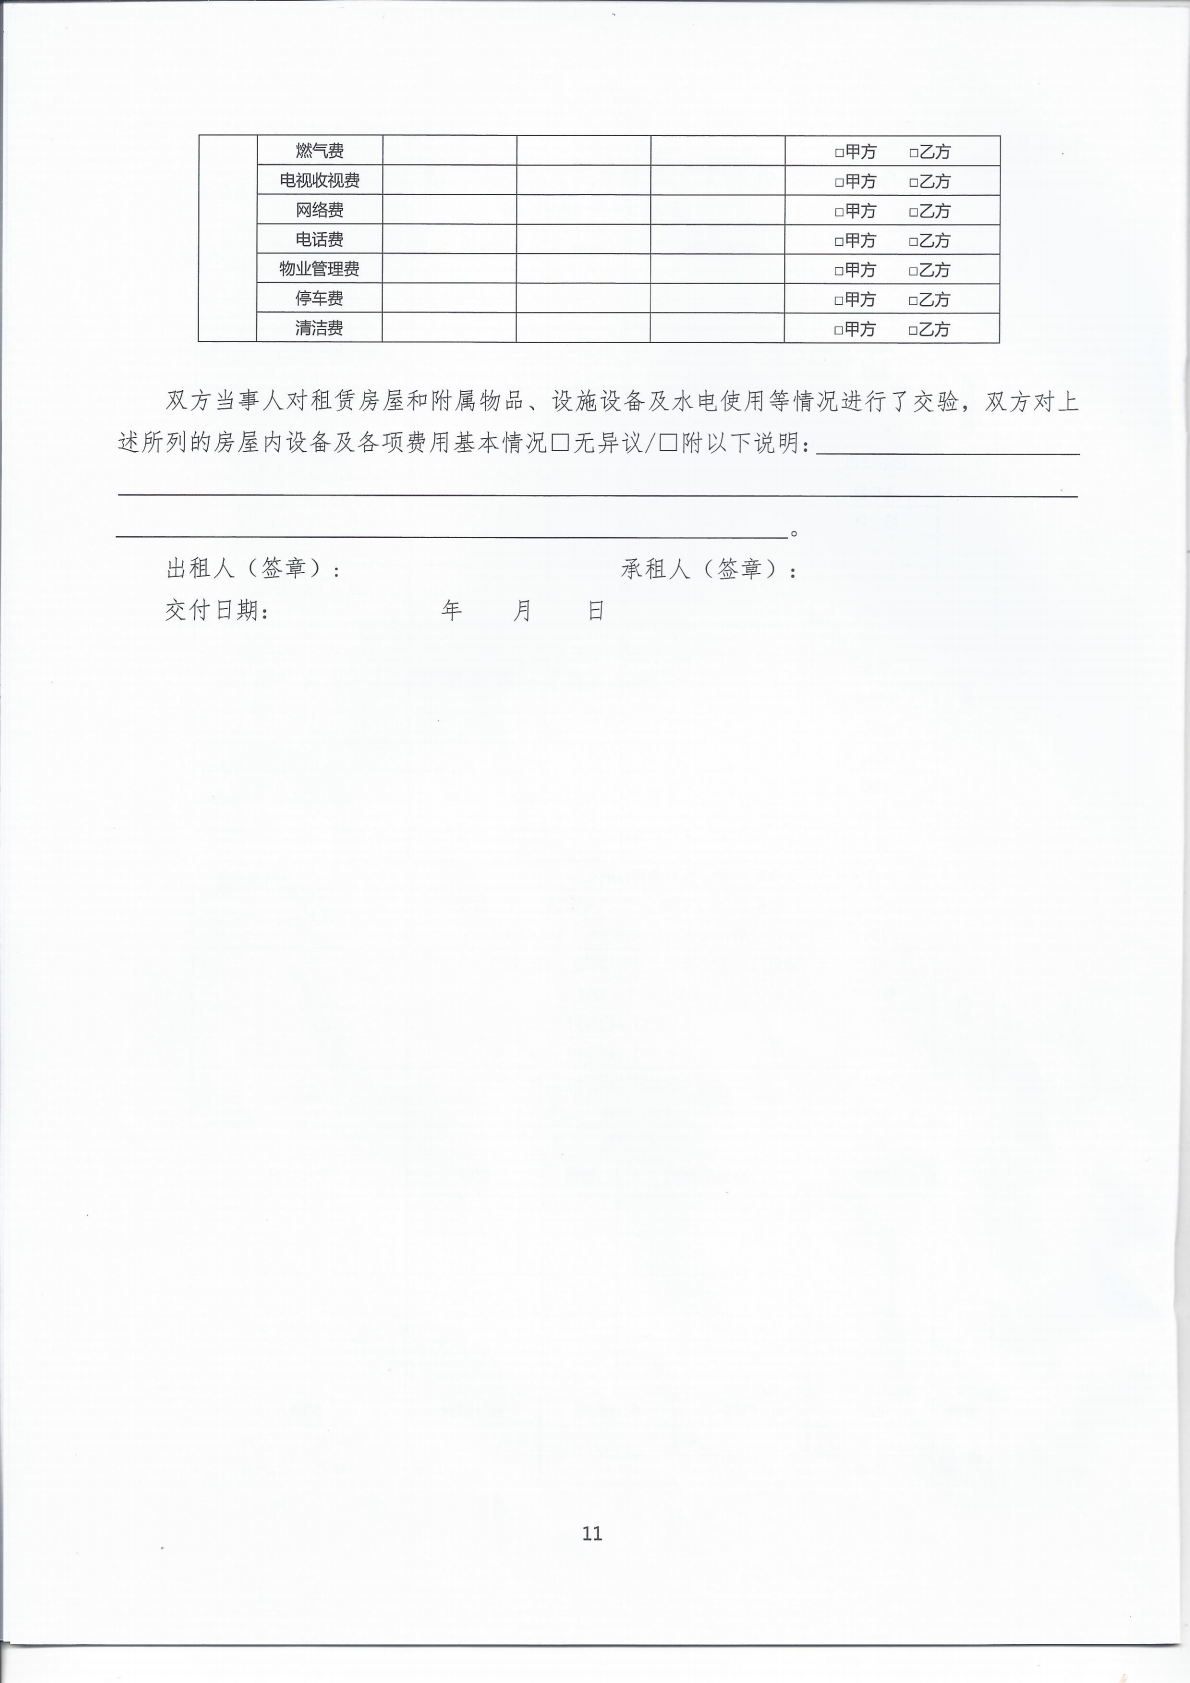 燃气费 □甲方 □乙方
电视收视费 □甲方 □乙方
网络费 □甲方 □乙方
电话费 □甲方 □乙方
物业管理费 □甲方 □乙方
停车费 □甲方 □乙方
清洁费 □甲方 □乙方
双方当事人对租赁房屋和附属物品、设施设备及水电使用等情况进行了交验，双方对上
述所列的房屋内设备及各项费用基本情况□无异议/□附以下说明：
。
出租人（签章）： 承租人（签章）：
交付日期： 年 月 日
11